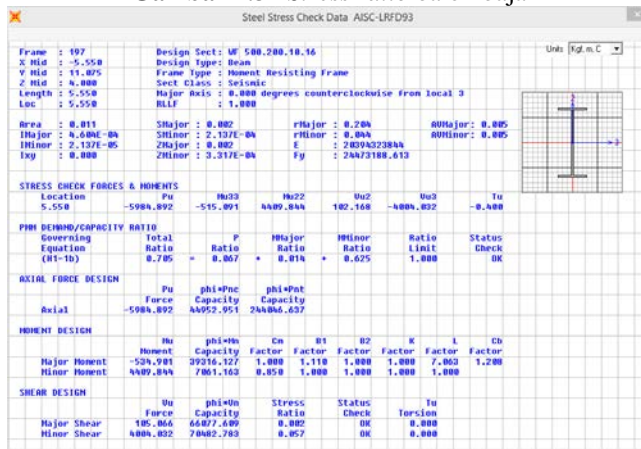 Steel Stress Check Data AISC-LRFD93
Units Kgf, m, C
Frame : 197 Design Sect: WF 500.200.10.16
X Mid : -5.550 Design Type: Beam
Y Mid : 11.075 Frame Type : Moment Resisting Frame
Z Mid : 4.000 Sect Class : Seismic
Length : 5.550 Major Axis : 0.000 degrees counterclockwise from local 3
Loc : 5.550 RLLF : 1.000
Area : 0.011 SMajor : 0.002 rMajor : 0.204 AVMajor: 0.005
IMajor : 4.604E-04 SMinor : 2.137E-04 rMinor : 0.044 AVMinor: 0.005
IMinor : 2.137E-05 ZMajor : 0.002 E : 20394323844
Ixy : 0.000 ZMinor : 3.317E-04 Fy : 24473188.613
STRESS CHECK FORCES & MOMENTS
Location Pu Mu33 Mu22 Vu2 Vu3 Tu
5.550 -5984.892 -515.091 4409.844 102.168 -4004.032 -0.400
PMM DEMAND/CAPACITY RATIO
Governing Total P MMajor MMinor Ratio Status
Equation Ratio Ratio Ratio Ratio Limit Check
(H1-1b) 0.705 = 0.067 + 0.014 + 0.625 1.000 OK
AXIAL FORCE DESIGN
Pu phi*Pnc phi*Pnt
Force Capacity Capacity
Axial -5984.892 44952.951 244046.637
MOMENT DESIGN
Mu phi*Mn Cm B1 B2 K L Cb
Moment Capacity Factor Factor Factor Factor Factor Factor
Major Moment -534.901 39316.127 1.000 1.110 1.000 1.000 7.063 1.208
Minor Moment 4409.844 7061.163 0.850 1.000 1.000 1.000 1.000
SHEAR DESIGN
Vu phi*Vn Stress Status Tu
Force Capacity Ratio Check Torsion
Major Shear 105.066 66077.609 0.002 OK 0.000
Minor Shear 4004.032 70482.783 0.057 OK 0.000